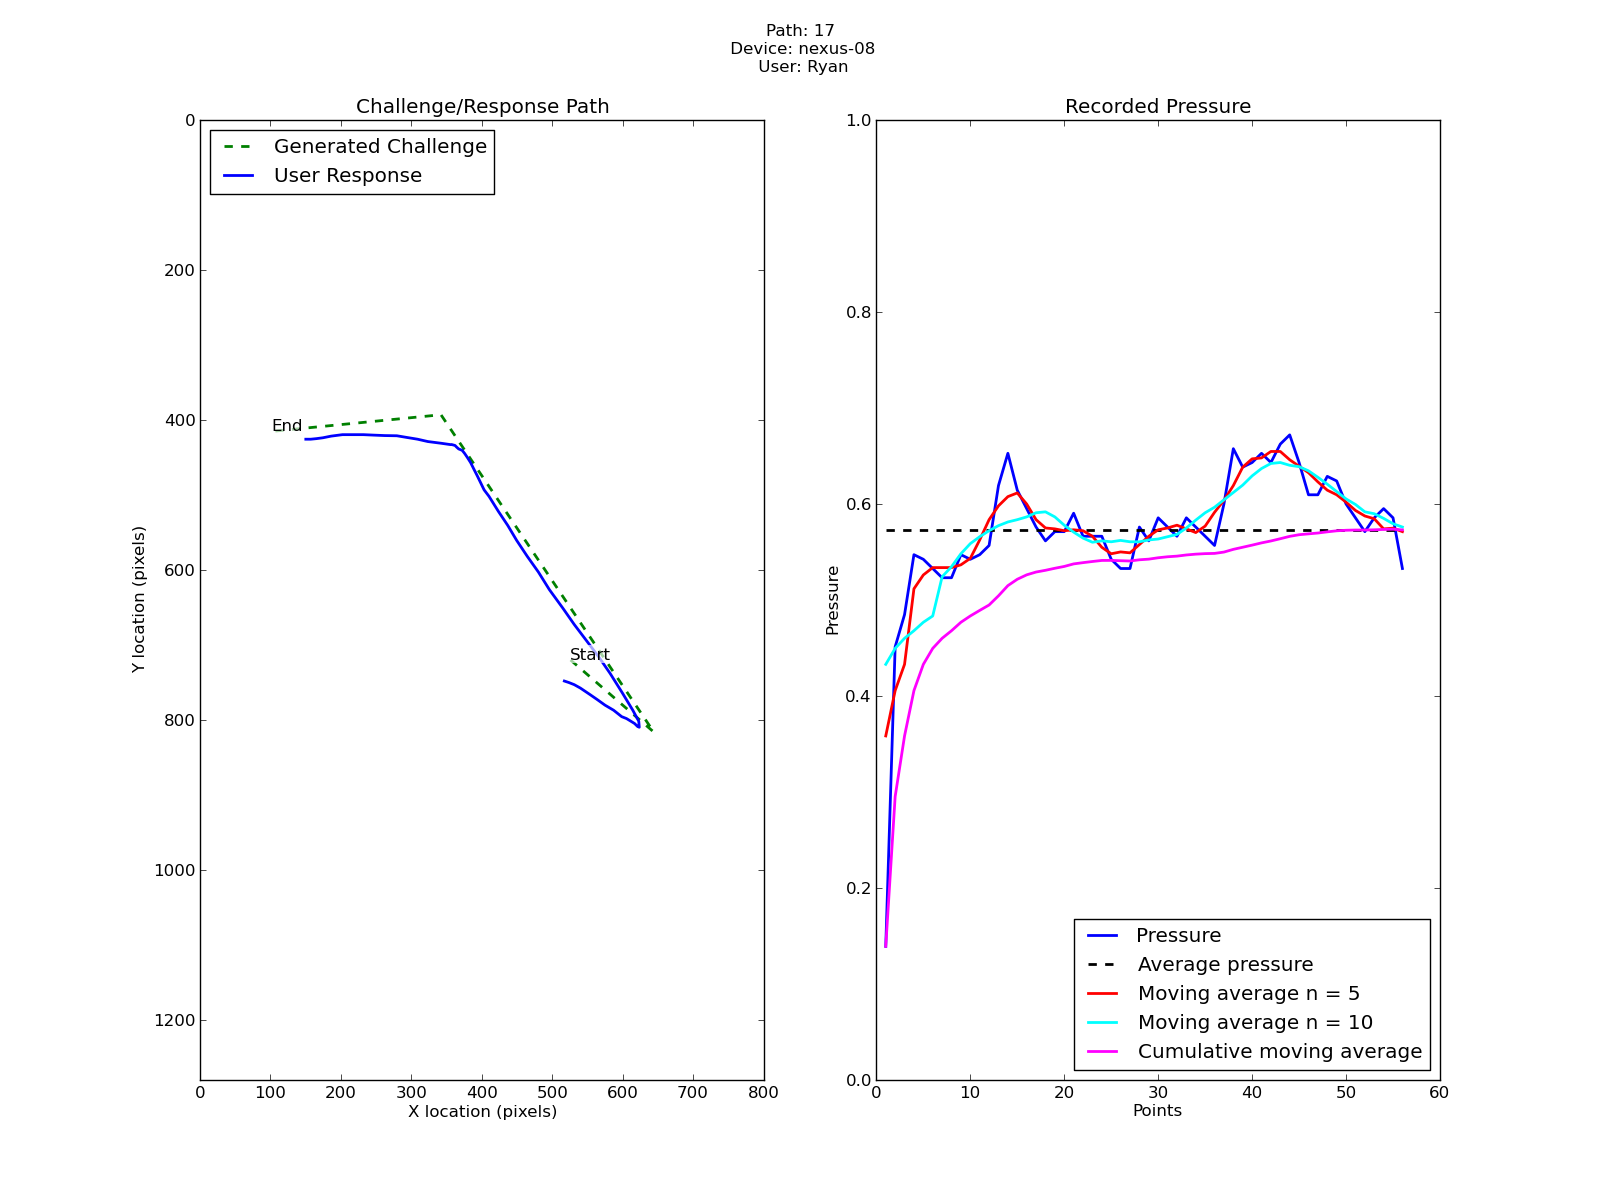 Path: 17
Device: nexus-08
User: Ryan
Challenge/Response Path
Generated Challenge
User Response
0
200
400
600
800
1000
1200
Y location (pixels)
End
Start
0 100 200 300 400 500 600 700 800
X location (pixels)
Recorded Pressure
1.0
0.8
0.6
0.4
0.2
0.0
Pressure
Pressure
Average pressure
Moving average n = 5
Moving average n = 10
Cumulative moving average
0 10 20 30 40 50 60
Points